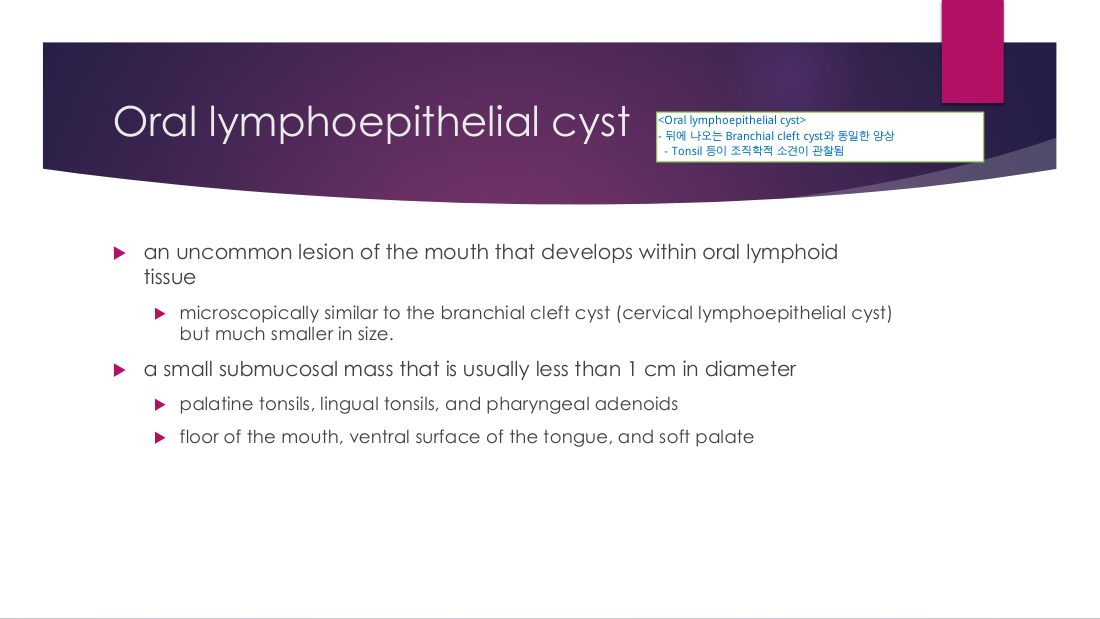 Oral lymphoepithelial cyst
<Oral lymphoepithelial cyst>
- 뒤에 나오는 Branchial cleft cyst와 동일한 양상
- Tonsil 등이 조직학적 소견이 관찰됨
an uncommon lesion of the mouth that develops within oral lymphoid
tissue
microscopically similar to the branchial cleft cyst (cervical lymphoepithelial cyst)
but much smaller in size.
a small submucosal mass that is usually less than 1 cm in diameter
palatine tonsils, lingual tonsils, and pharyngeal adenoids
floor of the mouth, ventral surface of the tongue, and soft palate